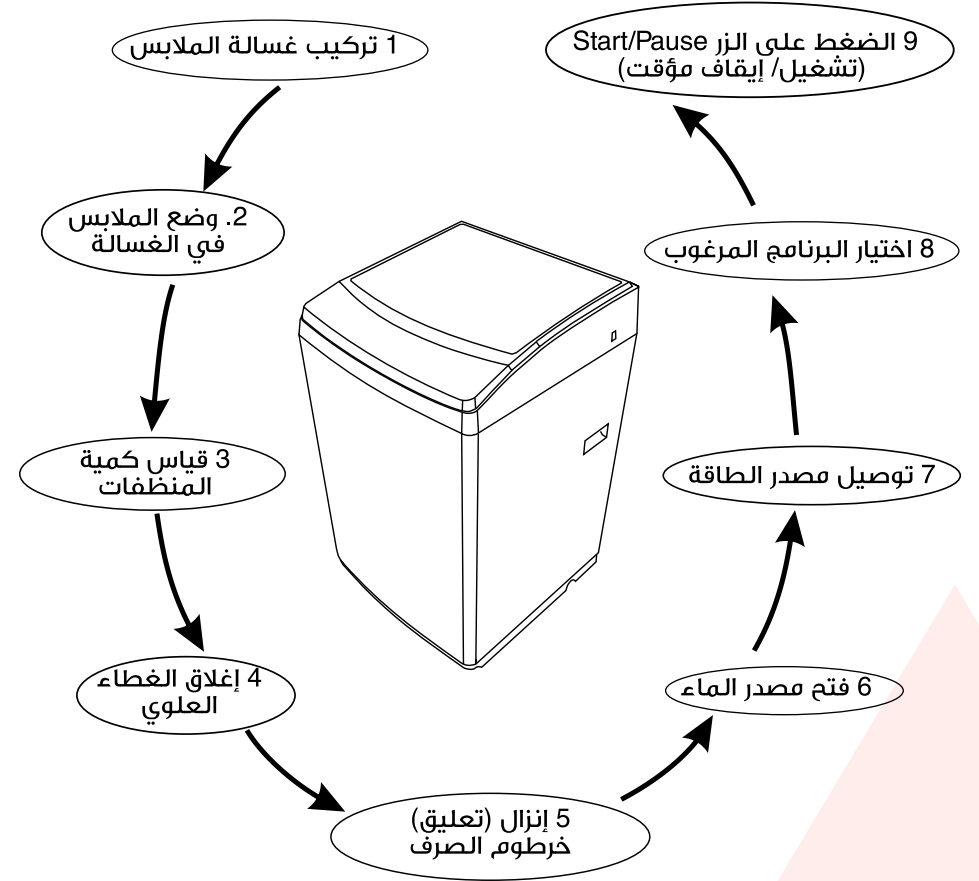 1 تركيب غسالة الملابس
2. وضع الملابس
في الغسالة
3 قياس كمية
المنظفات
4 إغلاق الغطاء
العلوي
5 إنزال (تعليق)
خرطوم الصرف
6 فتح مصدر الماء
7 توصيل مصدر الطاقة
8 اختيار البرنامج المرغوب
9 الضغط على الزر Start/Pause
(تشغيل/ إيقاف مؤقت)